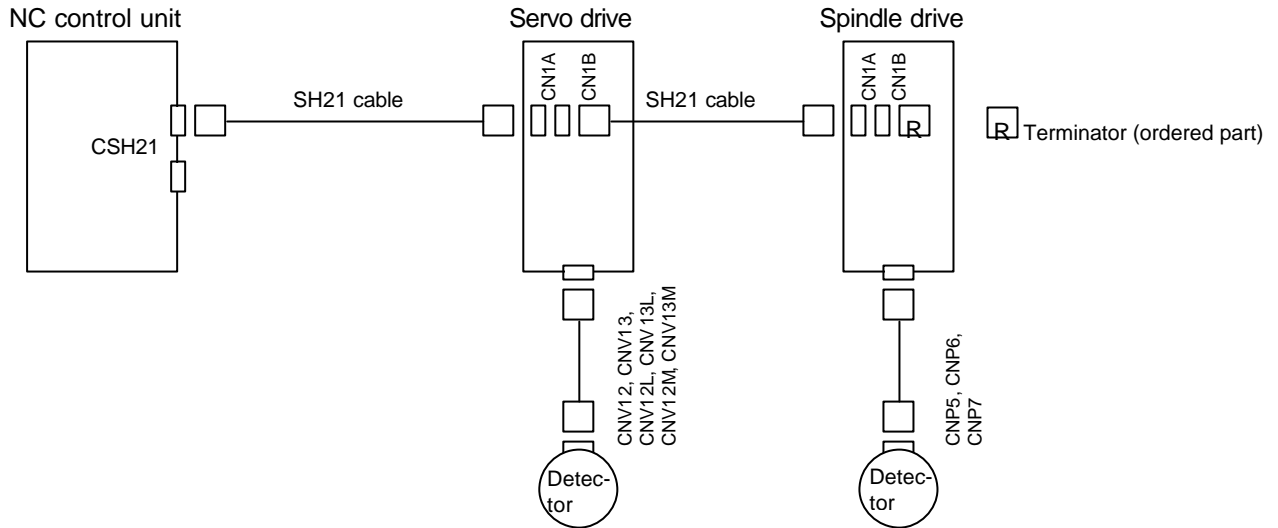 NC control unit
Servo drive
Spindle drive
CN1A
CN1B
CN1A
CN1B
SH21 cable
SH21 cable
R
R
Terminator (ordered part)
CSH21
CNV12, CNV13,
CNV12L, CNV13L,
CNV12M, CNV13M
CNP5, CNP6,
CNP7
Detec-
tor
Detec-
tor